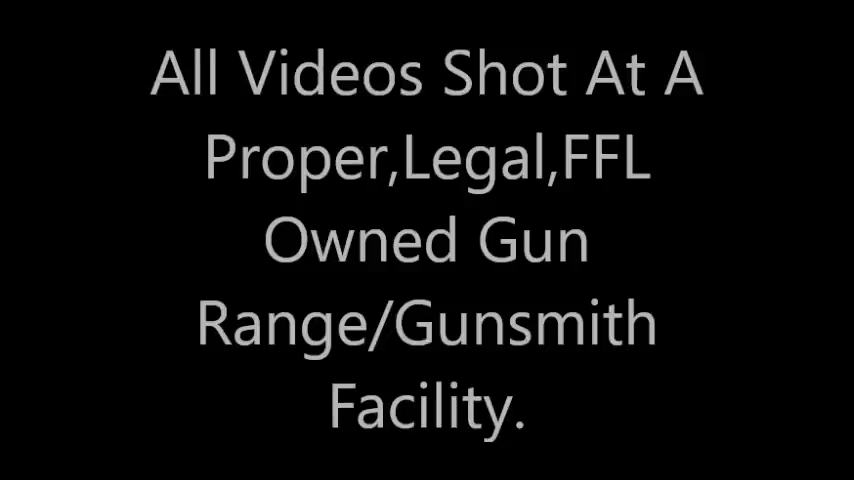 All Videos Shot At A
Proper,Legal,FFL
Owned Gun
Range/Gunsmith
Facility.